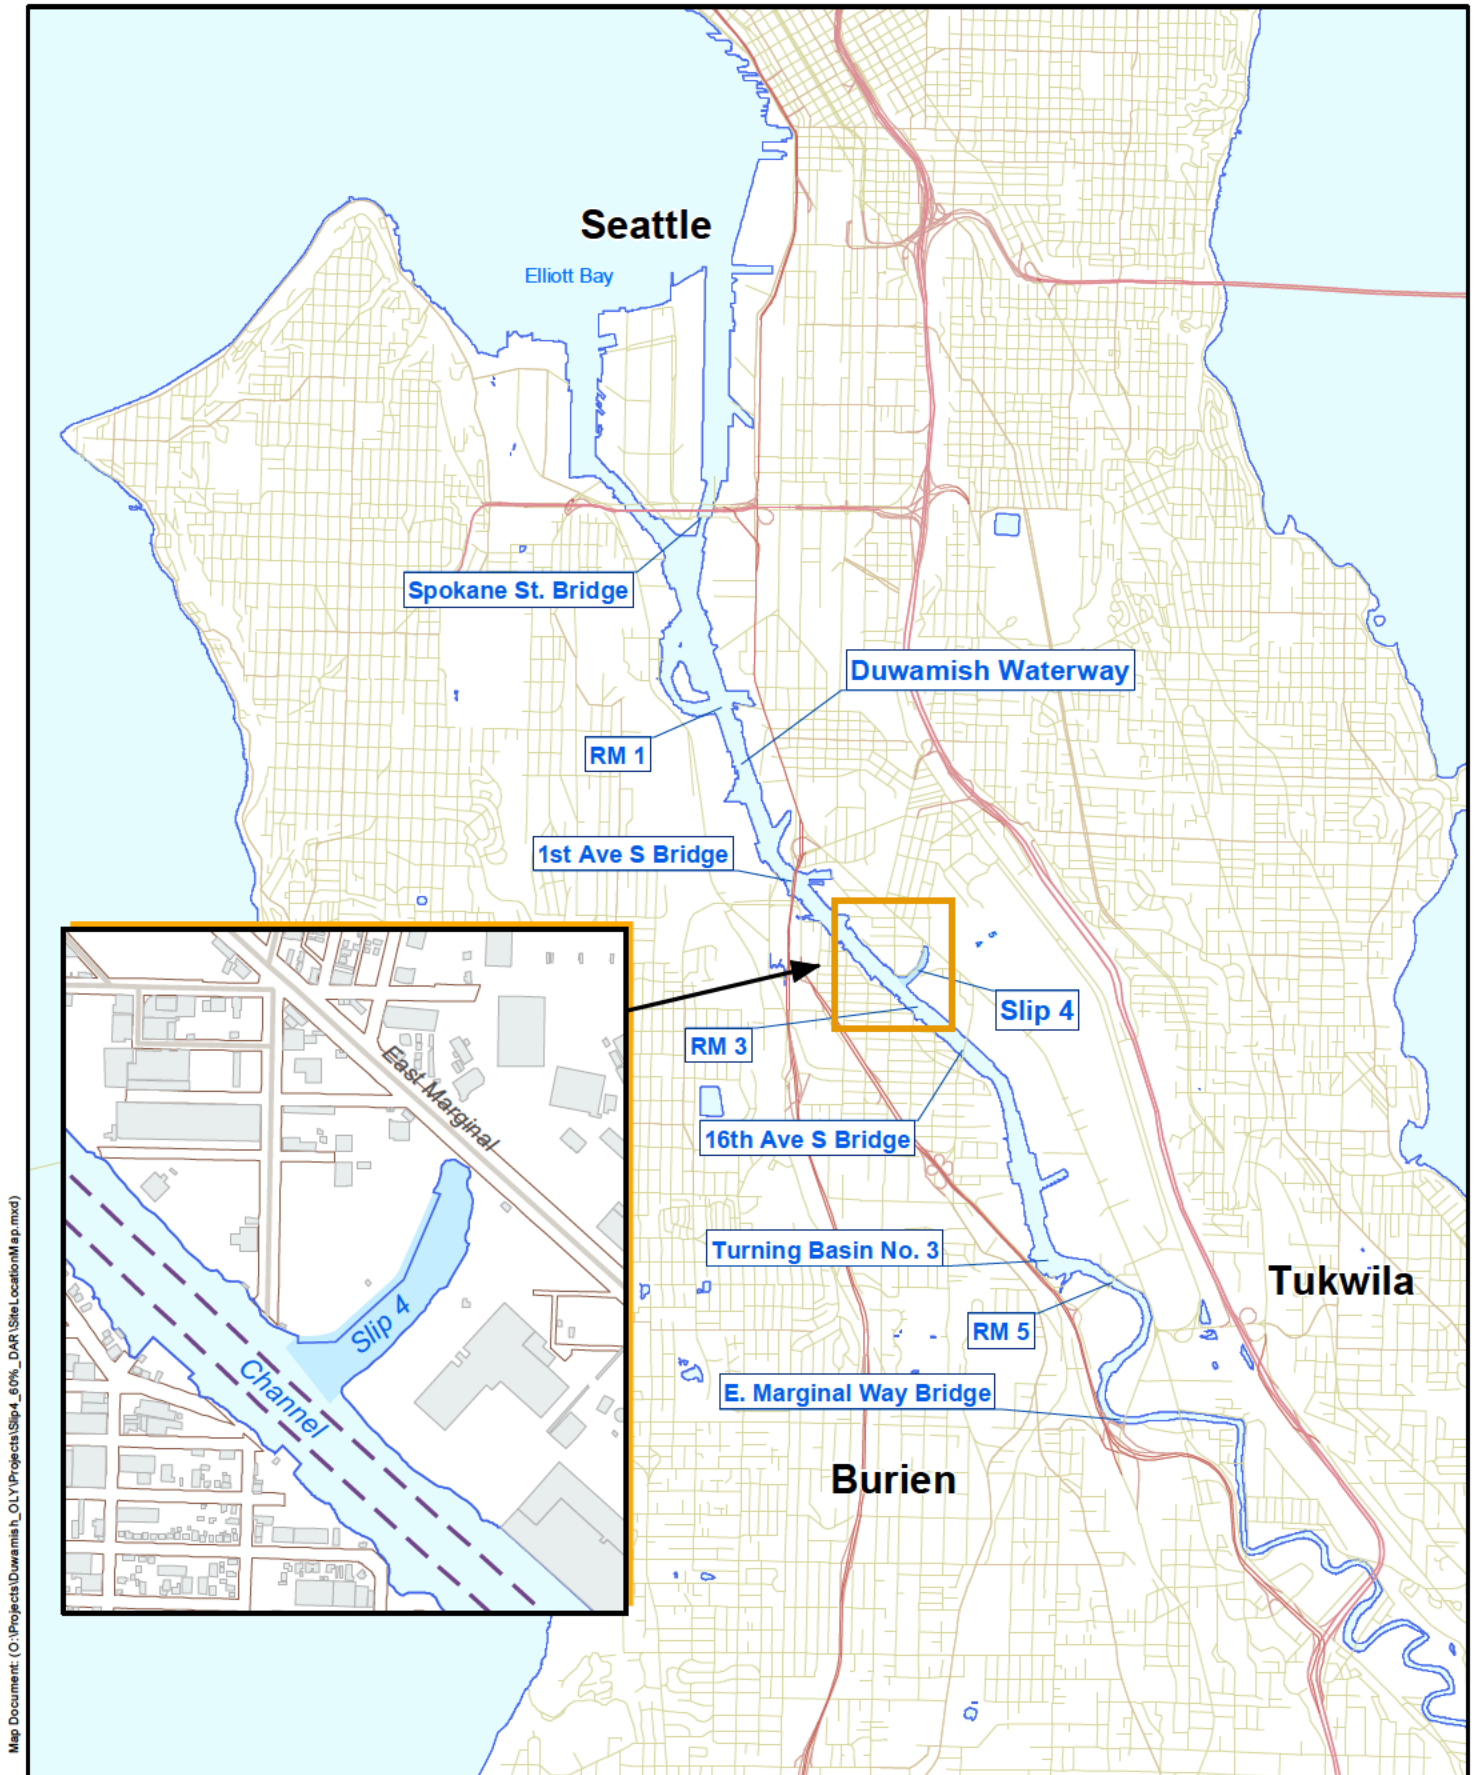 Seattle
Elliott Bay
Spokane St. Bridge
Duwamish Waterway
RM 1
1st Ave S Bridge
Slip 4
RM 3
East Marginal
16th Ave S Bridge
Turning Basin No. 3
Tukwila
RM 5
Slip 4
Channel
E. Marginal Way Bridge
Burien
Map Document: (O:\Projects\Duwamish_OLY\Projects\Slip4_60%_DAR\SiteLocationMap.mxd)